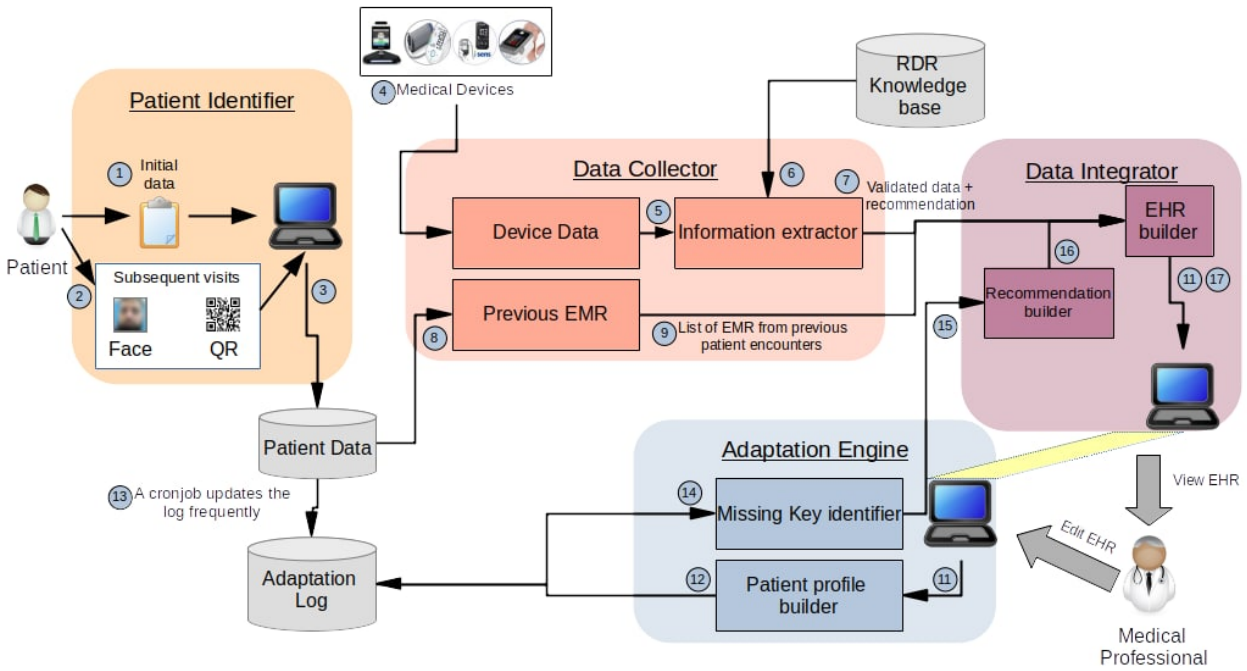 Patient Identifier
1
Initial
data
Patient
2
Subsequent visits
Face
QR
3
4
Medical Devices
RDR
Knowledge
base
Data Collector
6
7
Validated data +
recommendation
Device Data
5
Information extractor
Previous EMR
8
9
List of EMR from previous
patient encounters
Data Integrator
EHR
builder
16
11
17
Recommendation
builder
15
Patient Data
13
A cronjob updates the
log frequently
Adaptation
Log
Adaptation Engine
14
Missing Key identifier
12
Patient profile
builder
11
View EHR
Edit EHR
Medical
Professional